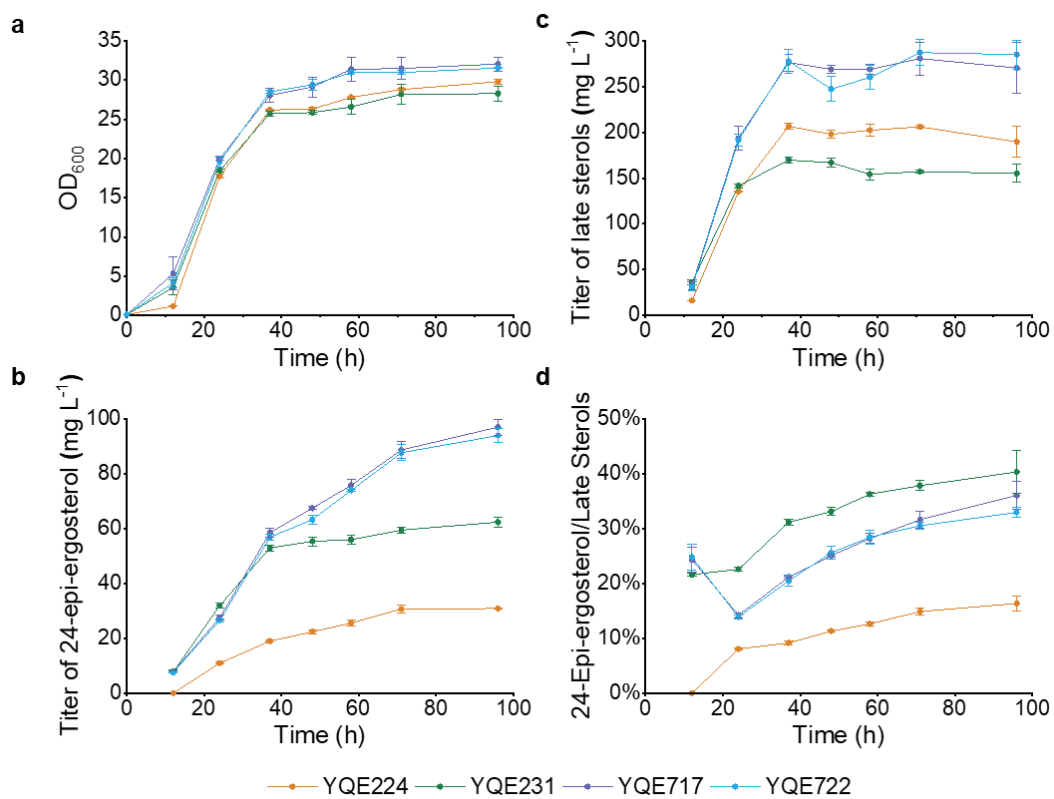 a
35
30
25
20
15
10
5
0
OD600
0 20 40 60 80 100
Time (h)
c
300
250
200
150
100
50
0
Titer of late sterols (mg L-1)
0 20 40 60 80 100
Time (h)
b
100
80
60
40
20
0
Titer of 24-epi-ergosterol (mg L-1)
0 20 40 60 80 100
Time (h)
d
50%
40%
30%
20%
10%
0%
24-Epi-ergosterol/Late Sterols
0 20 40 60 80 100
Time (h)
YQE224 YQE231 YQE717 YQE722